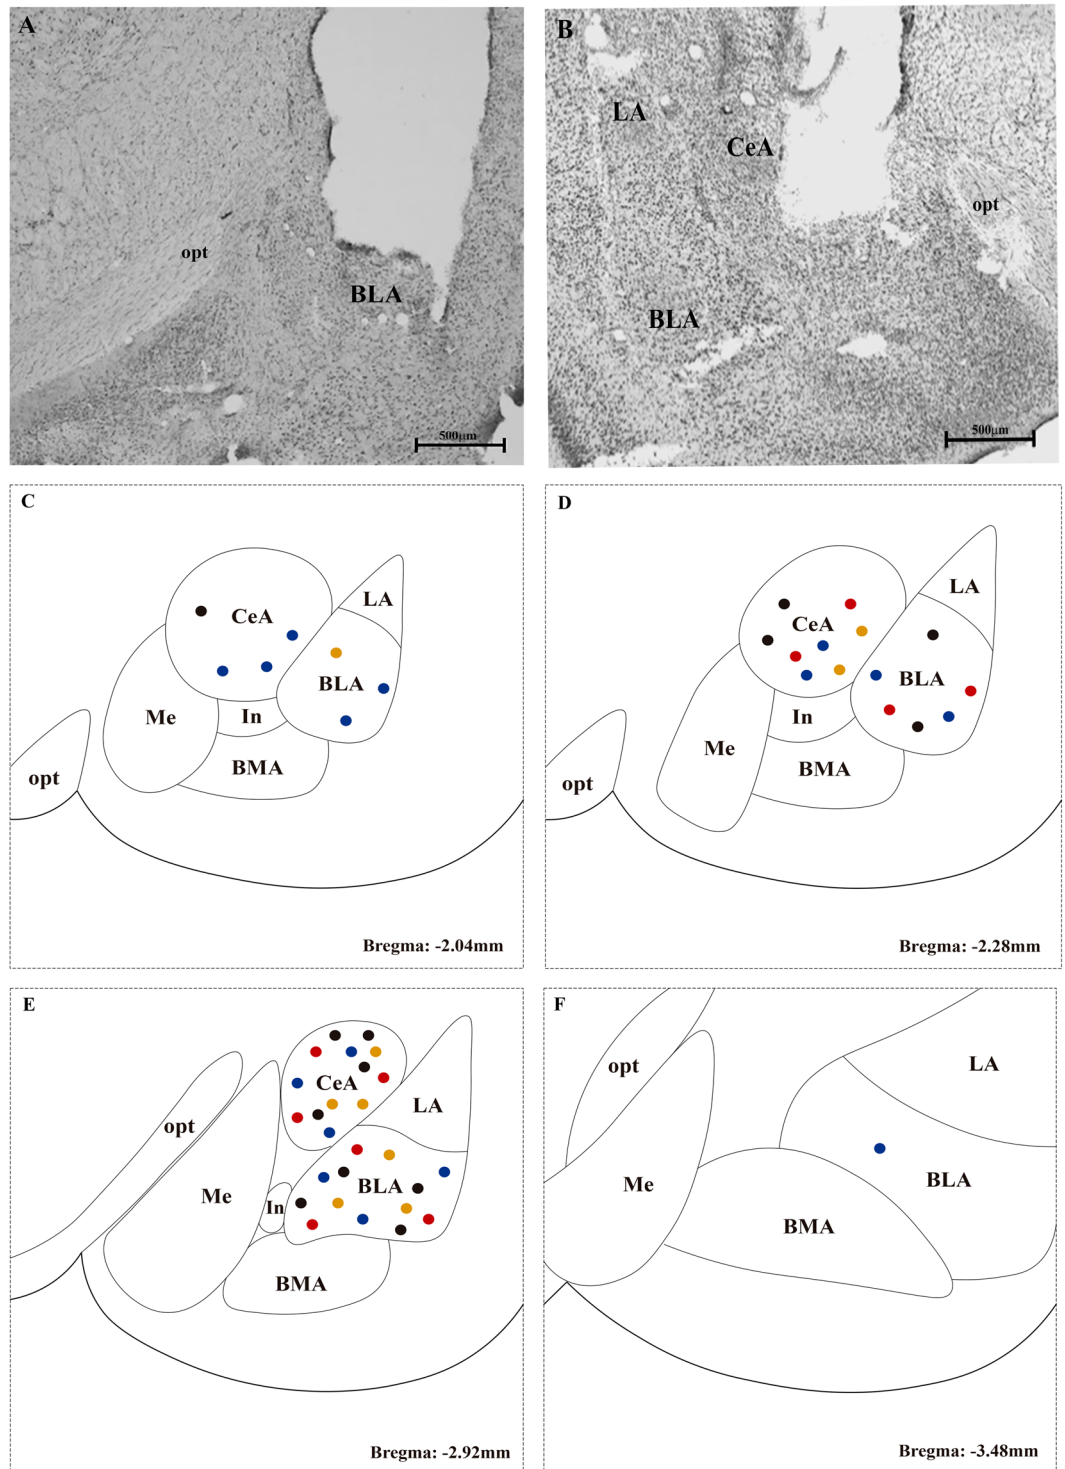 A
opt
BLA
500μm
B
LA
CeA
opt
BLA
500μm
C
CeA
LA
BLA
Me
In
BMA
opt
Bregma: -2.04mm
D
LA
CeA
BLA
In
Me
BMA
opt
Bregma: -2.28mm
E
CeA
LA
opt
BLA
Me
In
BMA
Bregma: -2.92mm
F
opt
LA
Me
BLA
BMA
Bregma: -3.48mm